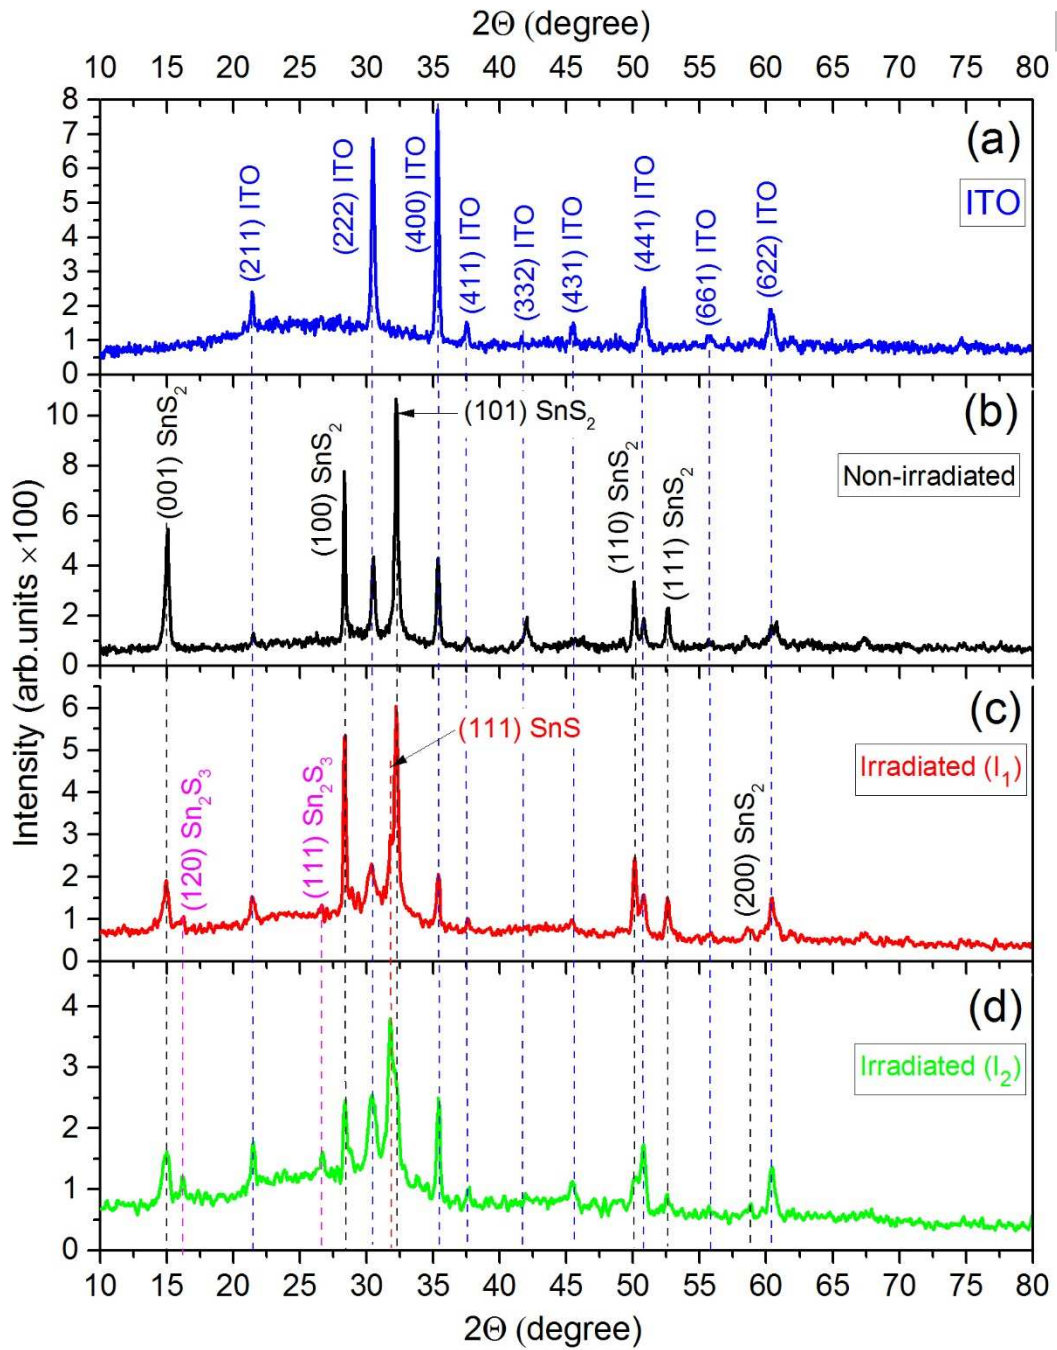 2Θ (degree)
10 15 20 25 30 35 40 45 50 55 60 65 70 75 80
Intensity (arb.units ×100)
8
7
6
5
4
3
2
1
0
(211) ITO
(222) ITO
(400) ITO
(411) ITO
(332) ITO
(431) ITO
(441) ITO
(661) ITO
(622) ITO
(a)
ITO
10
8
6
4
2
0
(001) SnS₂
(100) SnS₂
(101) SnS₂
(110) SnS₂
(111) SnS₂
(b)
Non-irradiated
6
5
4
3
2
1
0
(120) Sn₂S₃
(111) Sn₂S₃
(111) SnS
(200) SnS₂
(c)
Irradiated (I₁)
4
3
2
1
0
(d)
Irradiated (I₂)
10 15 20 25 30 35 40 45 50 55 60 65 70 75 80
2Θ (degree)